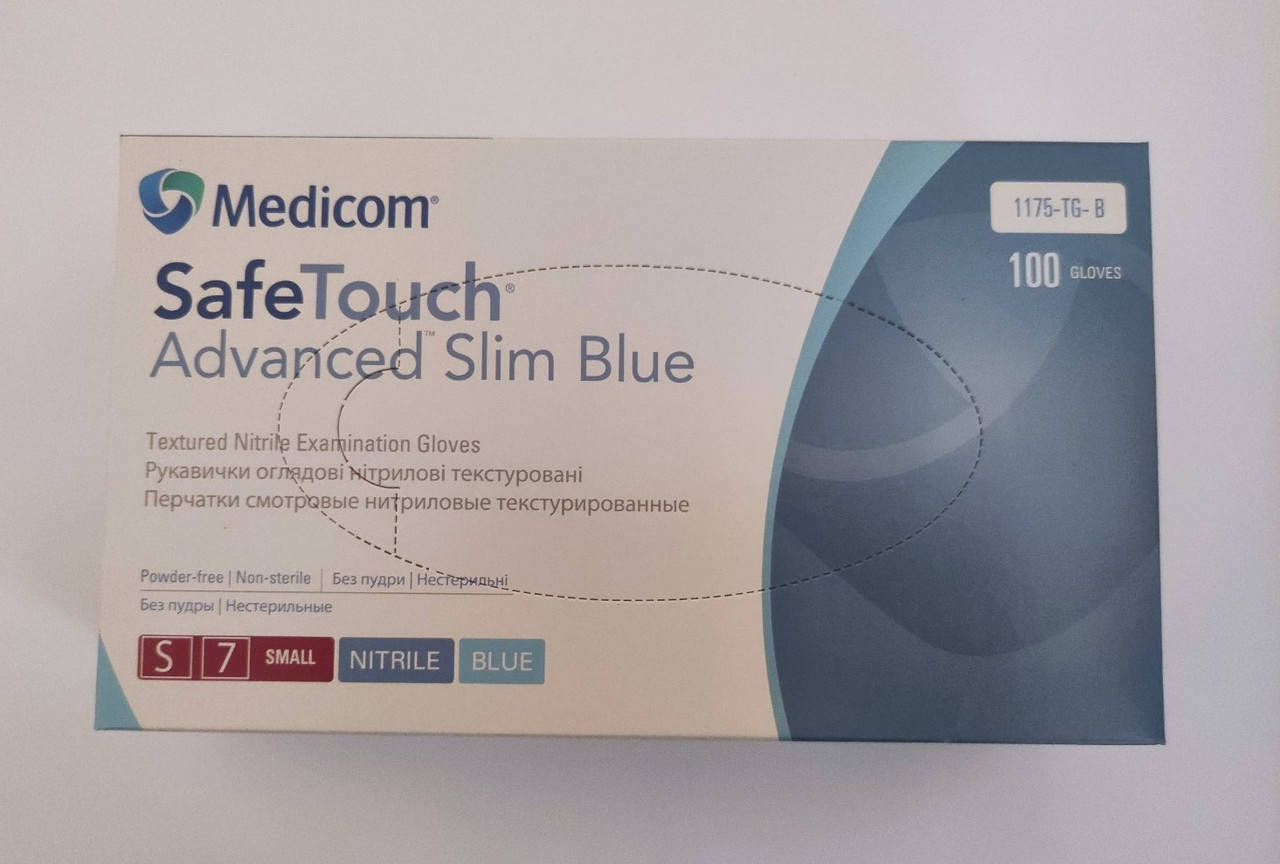 Medicom®
SafeTouch®
Advanced™ Slim Blue
Textured Nitrile Examination Gloves
Рукавички оглядові нітрилові текстуровані
Перчатки смотровые нитриловые текстурированные
Powder-free | Non-sterile | Без пудри | Нестерильні
Без пудры | Нестерильные
S 7 SMALL NITRILE BLUE
1175-TG- B
100 GLOVES